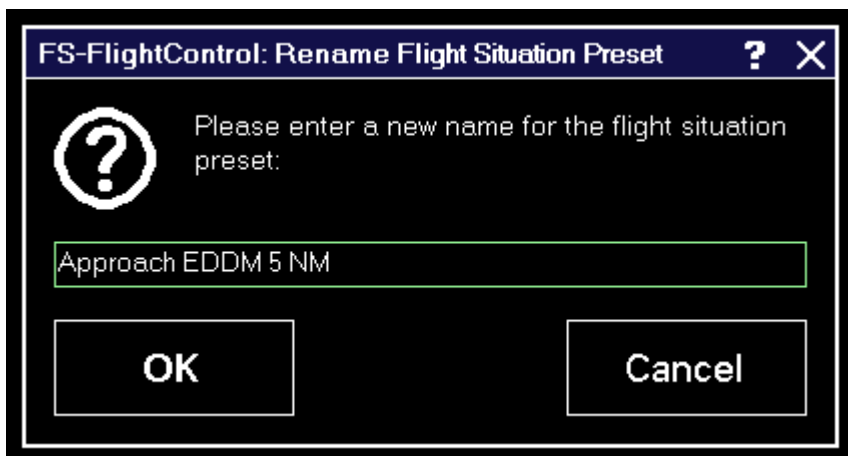 FS-FlightControl: Rename Flight Situation Preset ? X
Please enter a new name for the flight situation
preset:
Approach EDDM 5 NM
OK Cancel